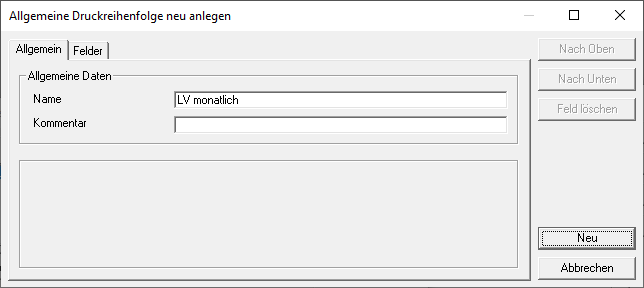 Allgemeine Druckreihenfolge neu anlegen
Allgemein
Felder
Allgemeine Daten
Name
LV monatlich
Kommentar
Nach Oben
Nach Unten
Feld löschen
Neu
Abbrechen